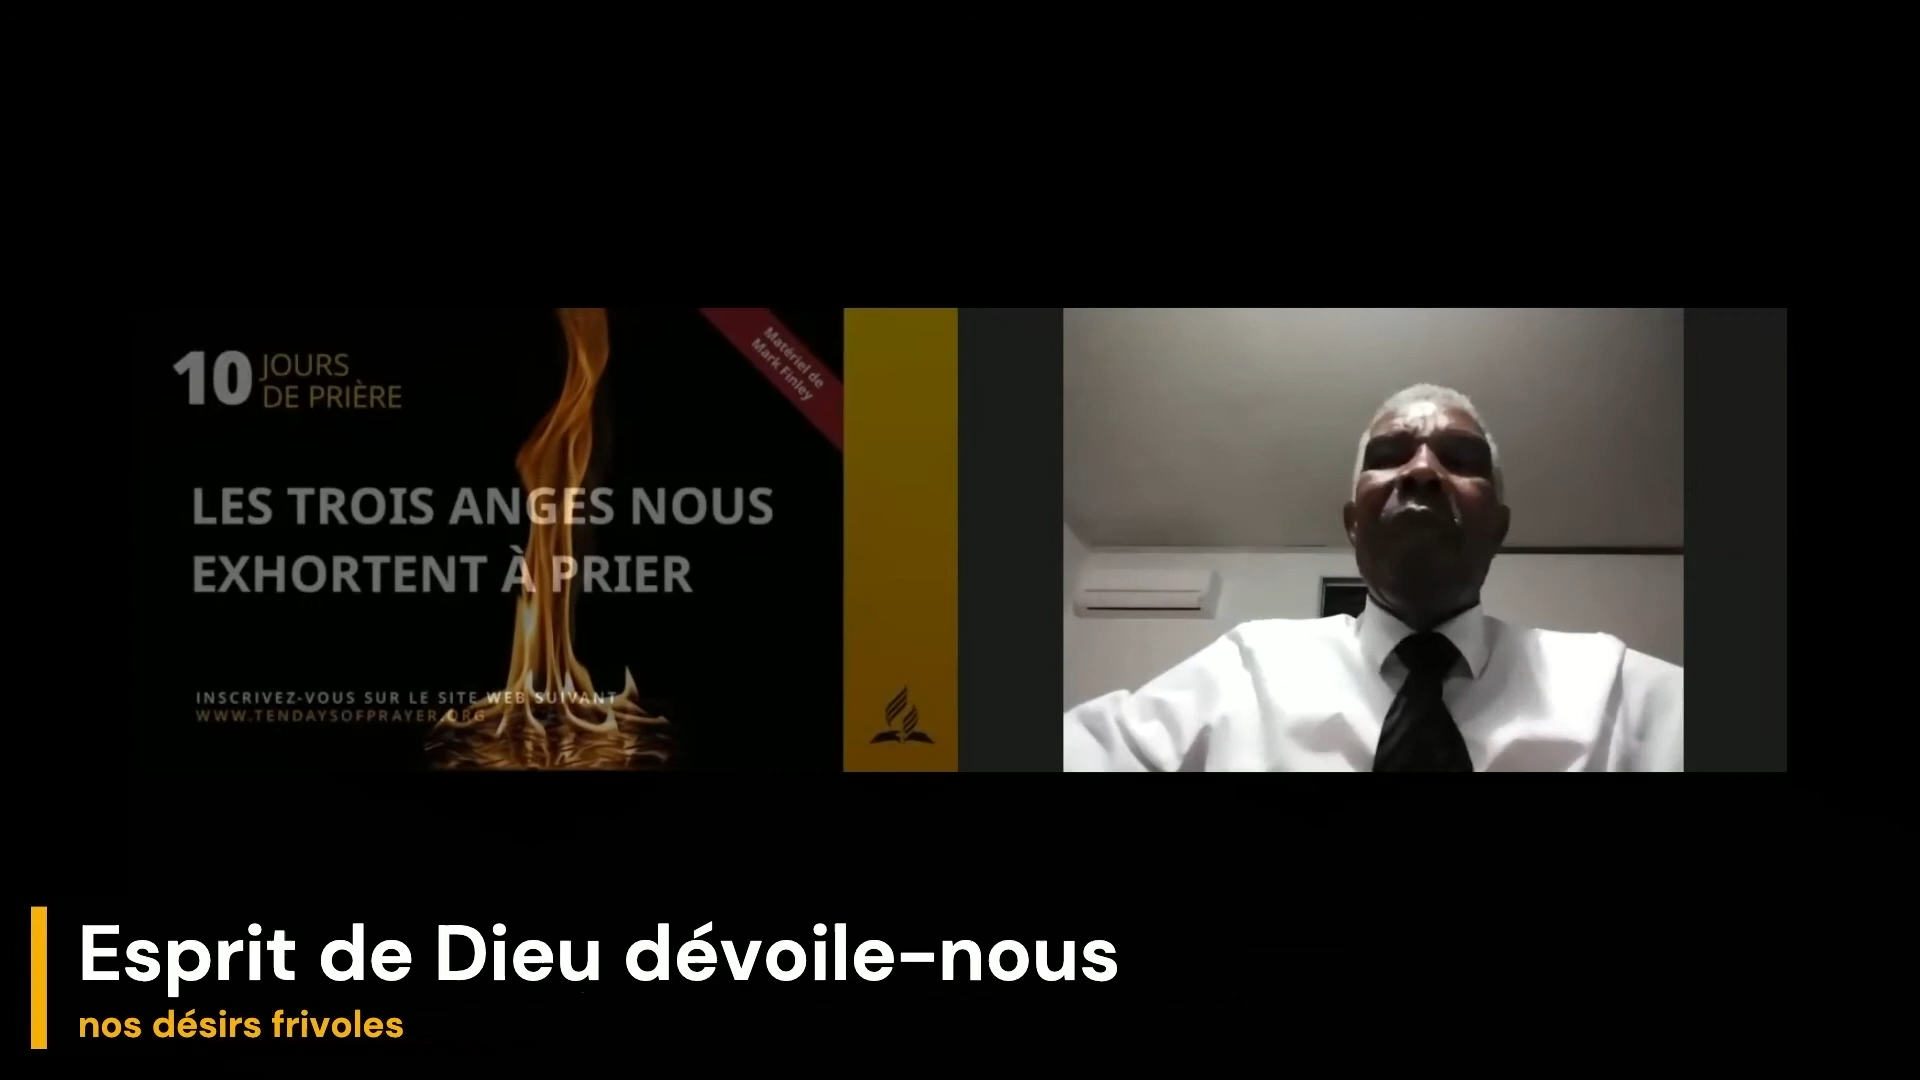 10 JOURS
DE PRIÈRE
Matériel de
Mark Finley
LES TROIS ANGES NOUS
EXHORTENT À PRIER
INSCRIVEZ-VOUS SUR LE SITE WEB SUIVANT
WWW.TENDAYSOFPRAYER.ORG
Esprit de Dieu dévoile-nous
nos désirs frivoles